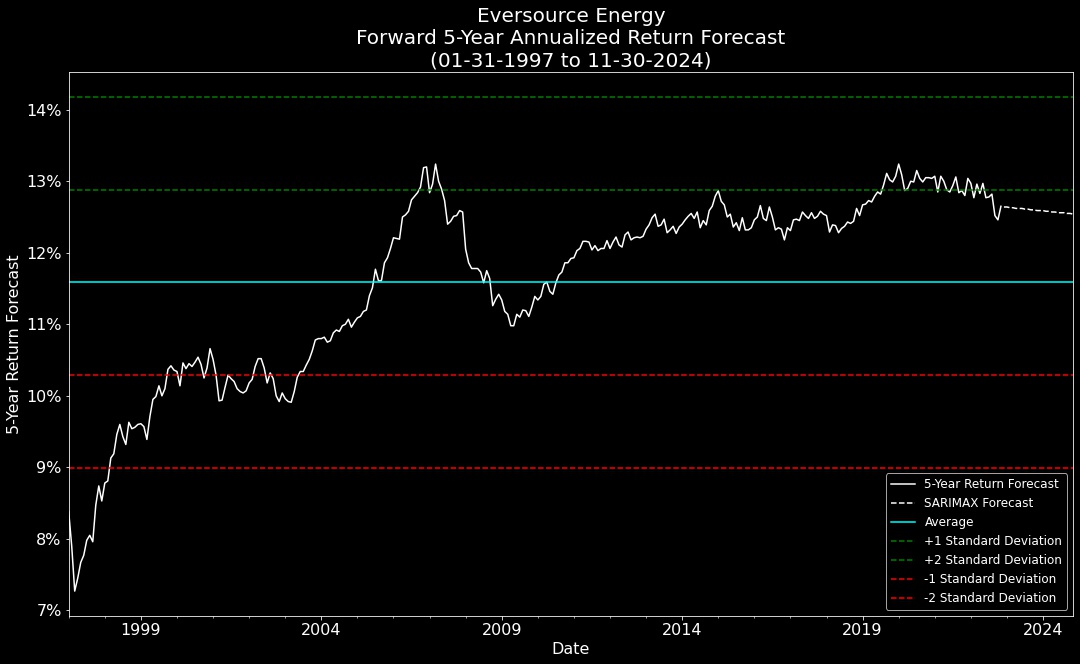 Eversource Energy
Forward 5-Year Annualized Return Forecast
(01-31-1997 to 11-30-2024)
14%
13%
12%
11%
10%
9%
8%
7%
5-Year Return Forecast
1999
2004
2009
2014
2019
2024
Date
5-Year Return Forecast
SARIMAX Forecast
Average
+1 Standard Deviation
+2 Standard Deviation
-1 Standard Deviation
-2 Standard Deviation